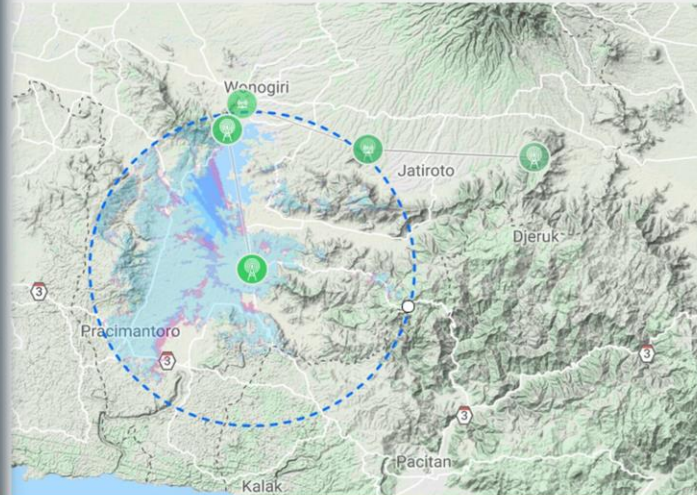 Wonogiri
Jatiroto
Djeruk
3
Pracimantoro
3
3
3
Pacitan
Kalak